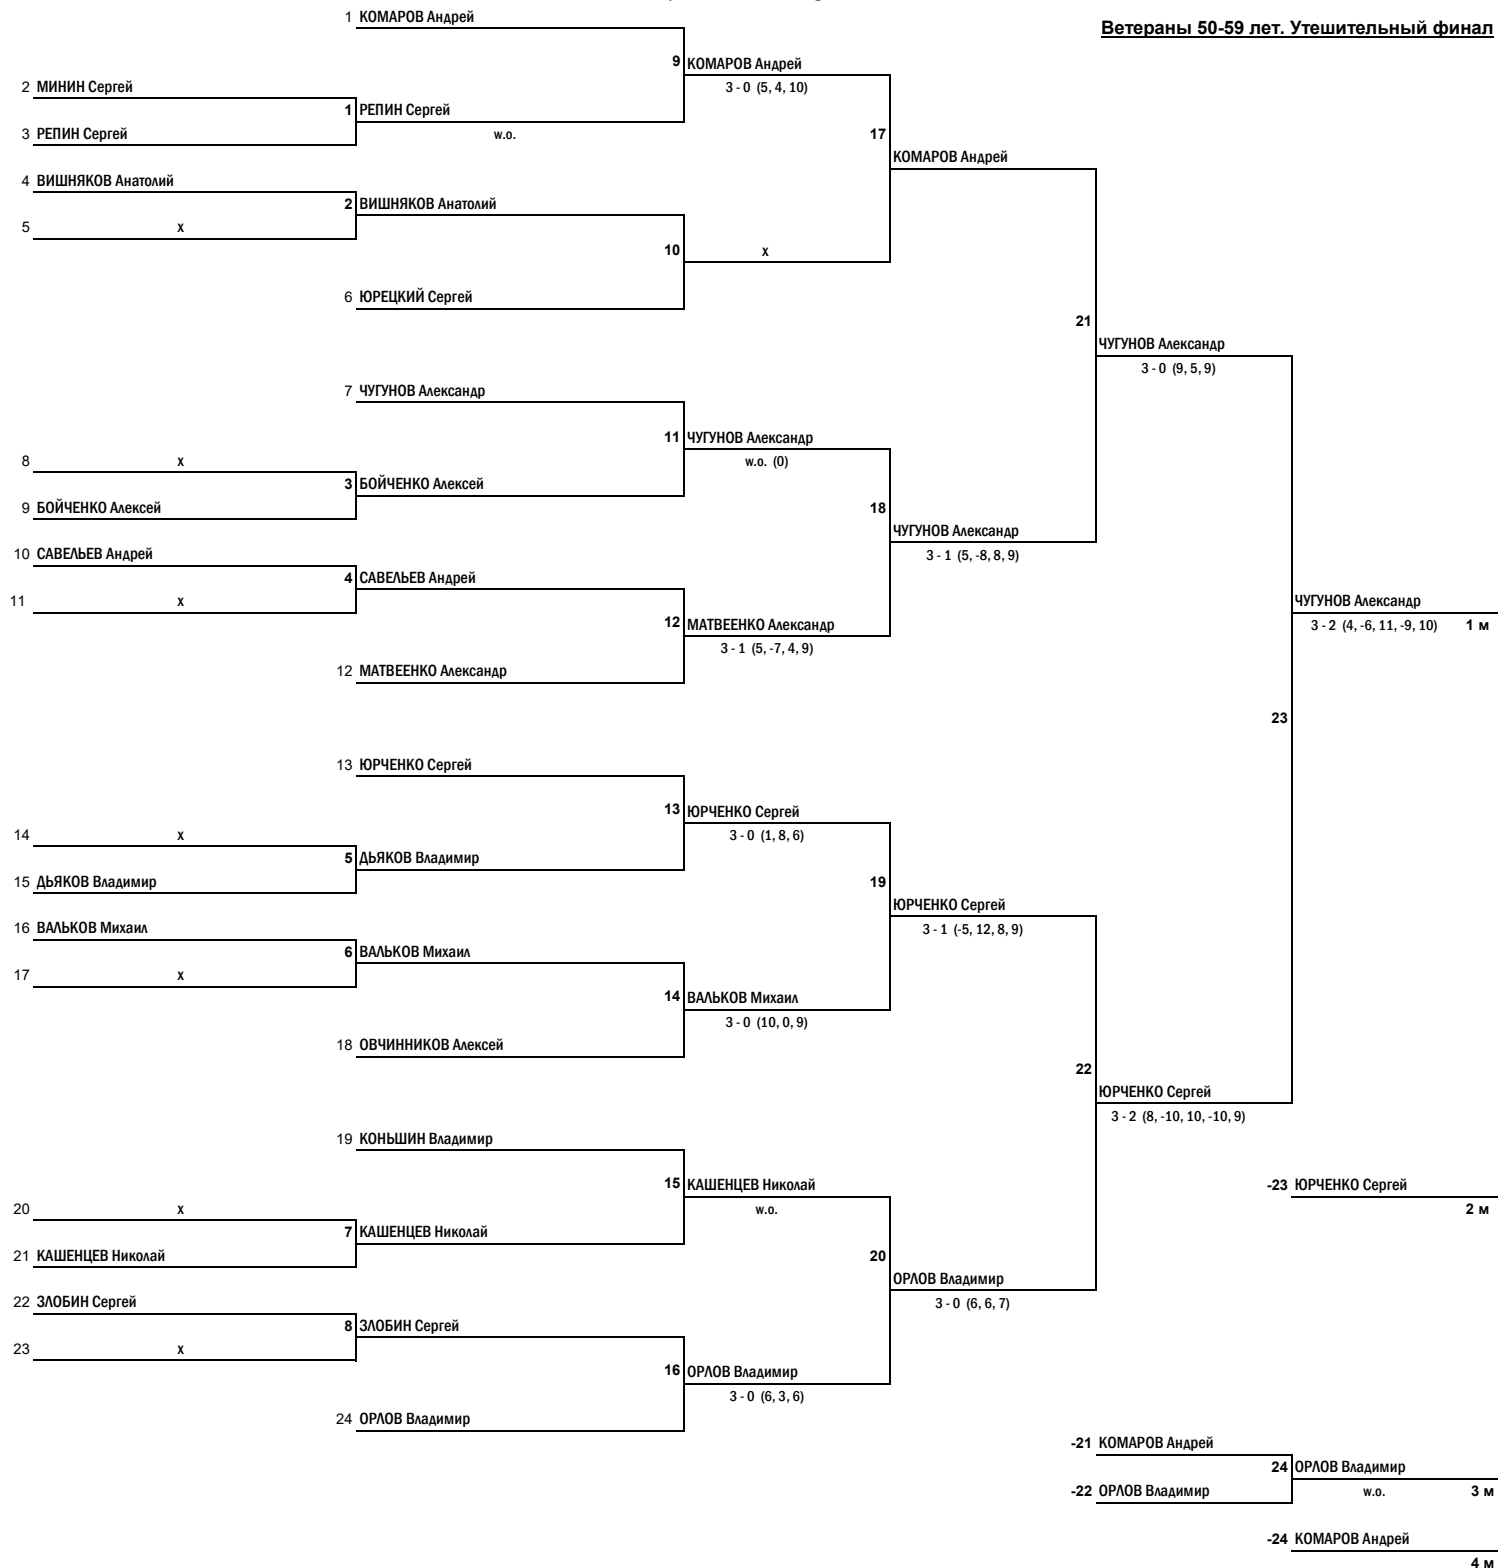 1 КОМАРОВ Андрей
Ветераны 50-59 лет. Утешительный финал
9 КОМАРОВ Андрей
2 МИНИН Сергей
3 - 0 (5, 4, 10)
1 РЕПИН Сергей
3 РЕПИН Сергей
w.o.
17
КОМАРОВ Андрей
4 ВИШНЯКОВ Анатолий
2 ВИШНЯКОВ Анатолий
5 x
10 x
6 ЮРЕЦКИЙ Сергей
21
ЧУГУНОВ Александр
3 - 0 (9, 5, 9)
7 ЧУГУНОВ Александр
11 ЧУГУНОВ Александр
8 x
w.o. (0)
3 БОЙЧЕНКО Алексей
9 БОЙЧЕНКО Алексей
18
ЧУГУНОВ Александр
10 САВЕЛЬЕВ Андрей
3 - 1 (5, -8, 8, 9)
4 САВЕЛЬЕВ Андрей
11 x
ЧУГУНОВ Александр
12 МАТВЕЕНКО Александр
3 - 2 (4, -6, 11, -9, 10) 1 м
3 - 1 (5, -7, 4, 9)
12 МАТВЕЕНКО Александр
23
13 ЮРЧЕНКО Сергей
13 ЮРЧЕНКО Сергей
14 x
3 - 0 (1, 8, 6)
5 ДЬЯКОВ Владимир
15 ДЬЯКОВ Владимир
19
ЮРЧЕНКО Сергей
16 ВАЛЬКОВ Михаил
3 - 1 (-5, 12, 8, 9)
6 ВАЛЬКОВ Михаил
17 x
14 ВАЛЬКОВ Михаил
3 - 0 (10, 0, 9)
18 ОВЧИННИКОВ Алексей
22
ЮРЧЕНКО Сергей
3 - 2 (8, -10, 10, -10, 9)
19 КОНЬШИН Владимир
15 КАШЕНЦЕВ Николай
-23 ЮРЧЕНКО Сергей
20 x
w.o.
2 м
7 КАШЕНЦЕВ Николай
21 КАШЕНЦЕВ Николай
20
ОРЛОВ Владимир
22 ЗЛОБИН Сергей
3 - 0 (6, 6, 7)
8 ЗЛОБИН Сергей
23 x
16 ОРЛОВ Владимир
3 - 0 (6, 3, 6)
24 ОРЛОВ Владимир
-21 КОМАРОВ Андрей
24 ОРЛОВ Владимир
-22 ОРЛОВ Владимир
w.o. 3 м
-24 КОМАРОВ Андрей
4 м